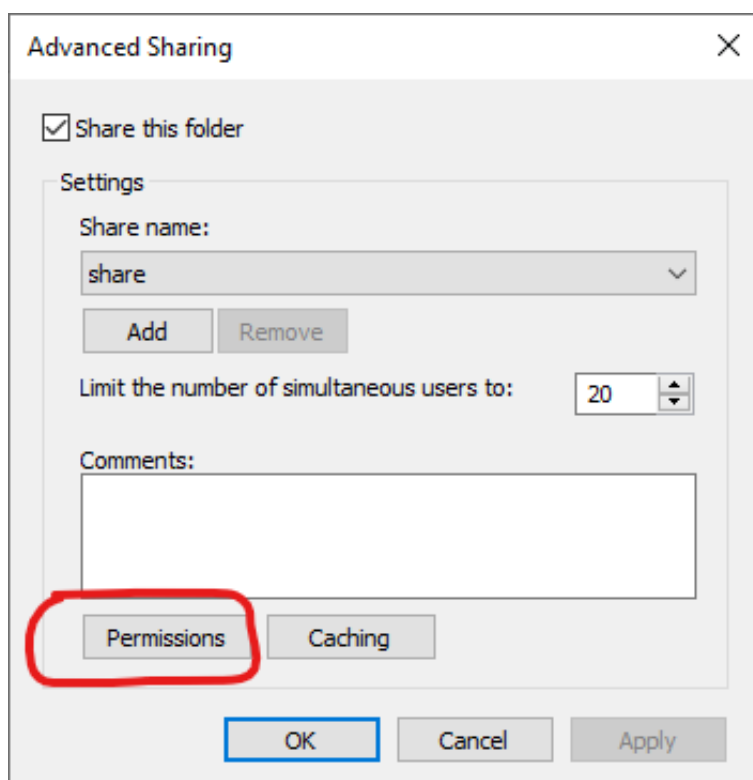 Advanced Sharing
Share this folder
Settings
Share name:
share
Add Remove
Limit the number of simultaneous users to: 20
Comments:
Permissions Caching
OK Cancel Apply